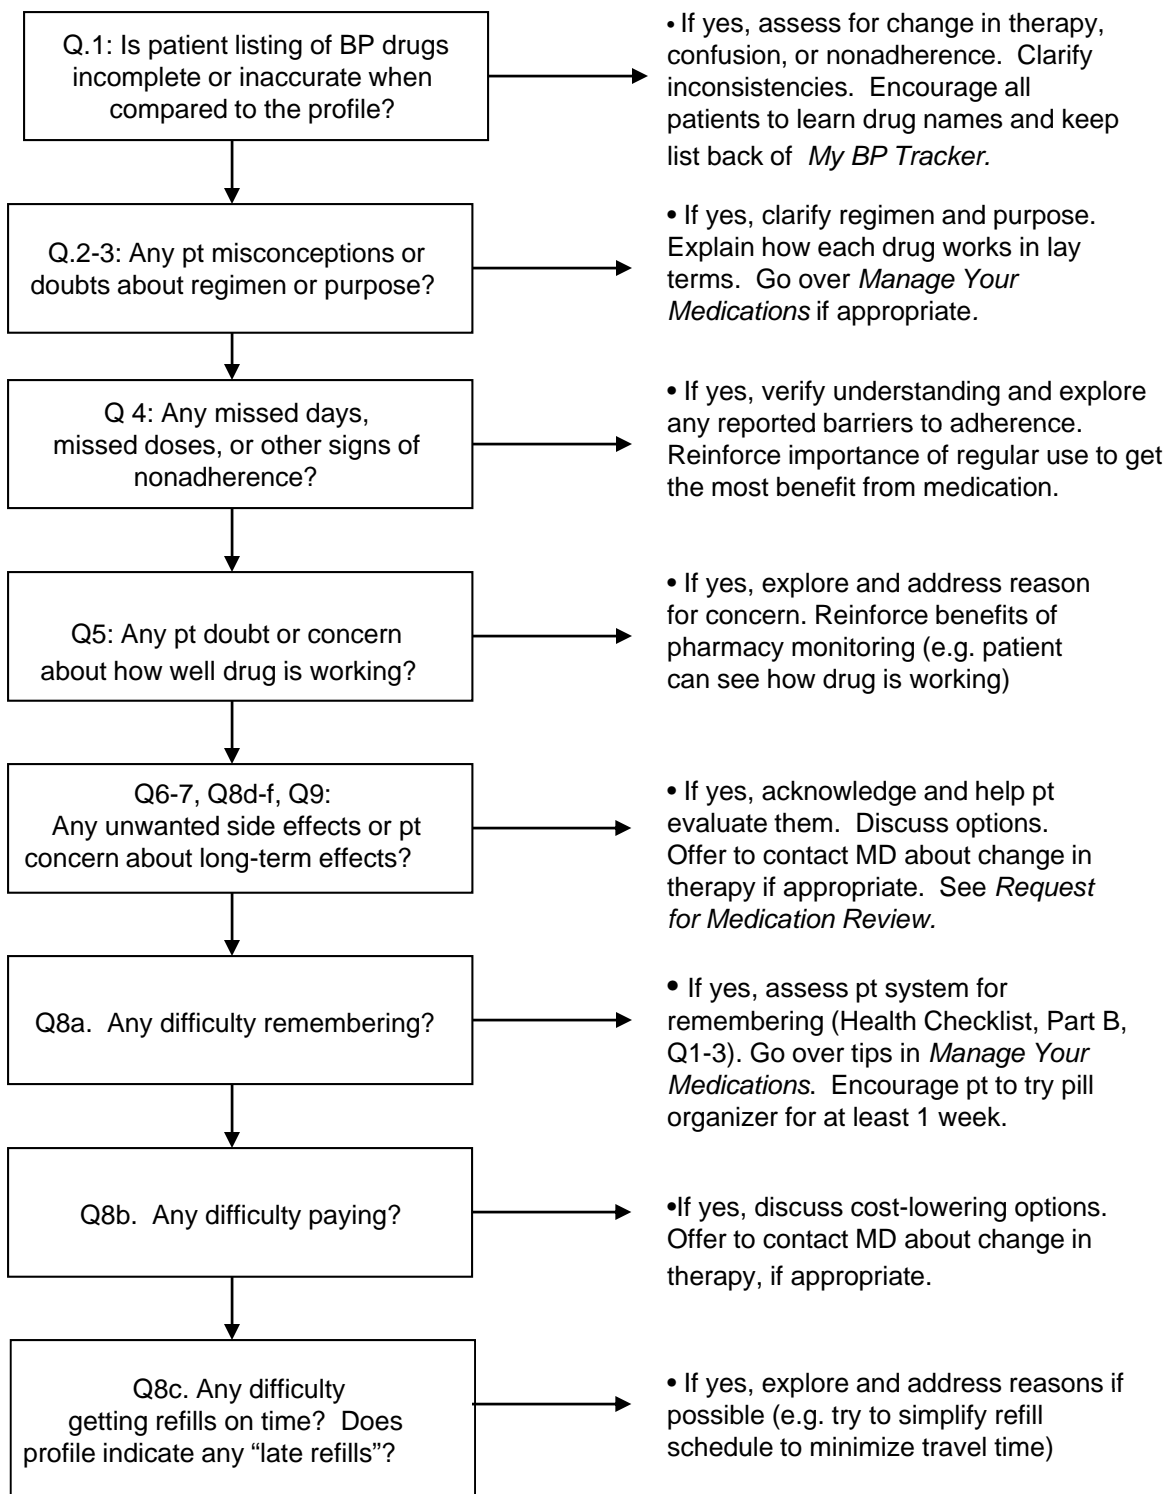 Q.1: Is patient listing of BP drugs
incomplete or inaccurate when
compared to the profile?
• If yes, assess for change in therapy,
confusion, or nonadherence.  Clarify
inconsistencies.  Encourage all
patients to learn drug names and keep
list back of  My BP Tracker.
Q.2-3: Any pt misconceptions or
doubts about regimen or purpose?
• If yes, clarify regimen and purpose.
Explain how each drug works in lay
terms.  Go over Manage Your
Medications if appropriate.
Q 4: Any missed days,
missed doses, or other signs of
nonadherence?
• If yes, verify understanding and explore
any reported barriers to adherence.
Reinforce importance of regular use to get
the most benefit from medication.
Q5: Any pt doubt or concern
about how well drug is working?
• If yes, explore and address reason
for concern. Reinforce benefits of
pharmacy monitoring (e.g. patient
can see how drug is working)
Q6-7, Q8d-f, Q9:
Any unwanted side effects or pt
concern about long-term effects?
• If yes, acknowledge and help pt
evaluate them.  Discuss options.
Offer to contact MD about change in
therapy if appropriate.  See Request
for Medication Review.
Q8a.  Any difficulty remembering?
• If yes, assess pt system for
remembering (Health Checklist, Part B,
Q1-3). Go over tips in Manage Your
Medications.  Encourage pt to try pill
organizer for at least 1 week.
Q8b.  Any difficulty paying?
•If yes, discuss cost-lowering options.
Offer to contact MD about change in
therapy, if appropriate.
Q8c. Any difficulty
getting refills on time?  Does
profile indicate any “late refills”?
• If yes, explore and address reasons if
possible (e.g. try to simplify refill
schedule to minimize travel time)